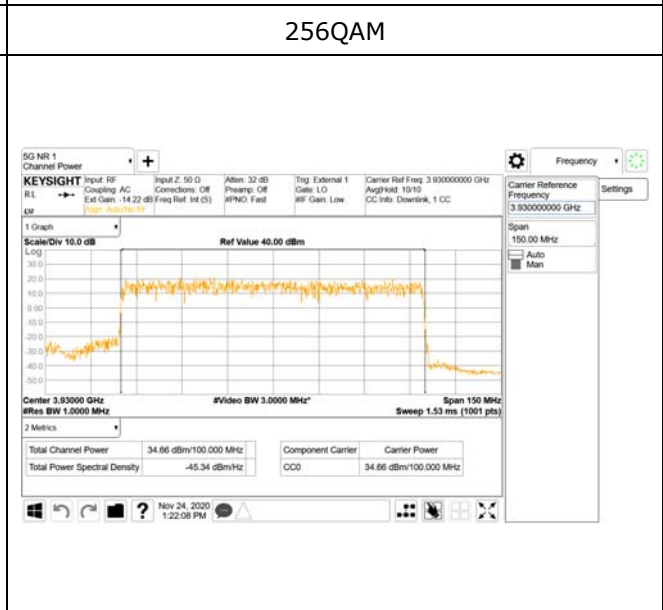 256QAM
5G NR 1
Channel Power
Frequency
KEYSIGHT
Input: RF
Input Z: 50 Ω
Atten: 32 dB
Trig: External 1
Carrier Ref Freq: 3.930000000 GHz
RL
Coupling: AC
Corrections: Off
Preamp: Off
Gate: LO
Avg|Hold: 10/10
Ext Gain: -14.22 dB
Freq Ref: Int (S)
#PNO: Fast
#IF Gain: Low
CC Info: Downlink, 1 CC
Align: Auto/No RF
Carrier Reference
Frequency
3.930000000 GHz
Settings
Span
150.00 MHz
Auto
Man
1 Graph
Scale/Div 10.0 dB
Ref Value 40.00 dBm
Log
30.0
20.0
10.0
0.00
-10.0
-20.0
-30.0
-40.0
-50.0
Center 3.93000 GHz
#Video BW 3.0000 MHz*
Span 150 MHz
#Res BW 1.0000 MHz
Sweep 1.53 ms (1001 pts)
2 Metrics
Total Channel Power
34.66 dBm/100.000 MHz
Component Carrier
Carrier Power
Total Power Spectral Density
-45.34 dBm/Hz
CC0
34.66 dBm/100.000 MHz
?
Nov 24, 2020
1:22:08 PM